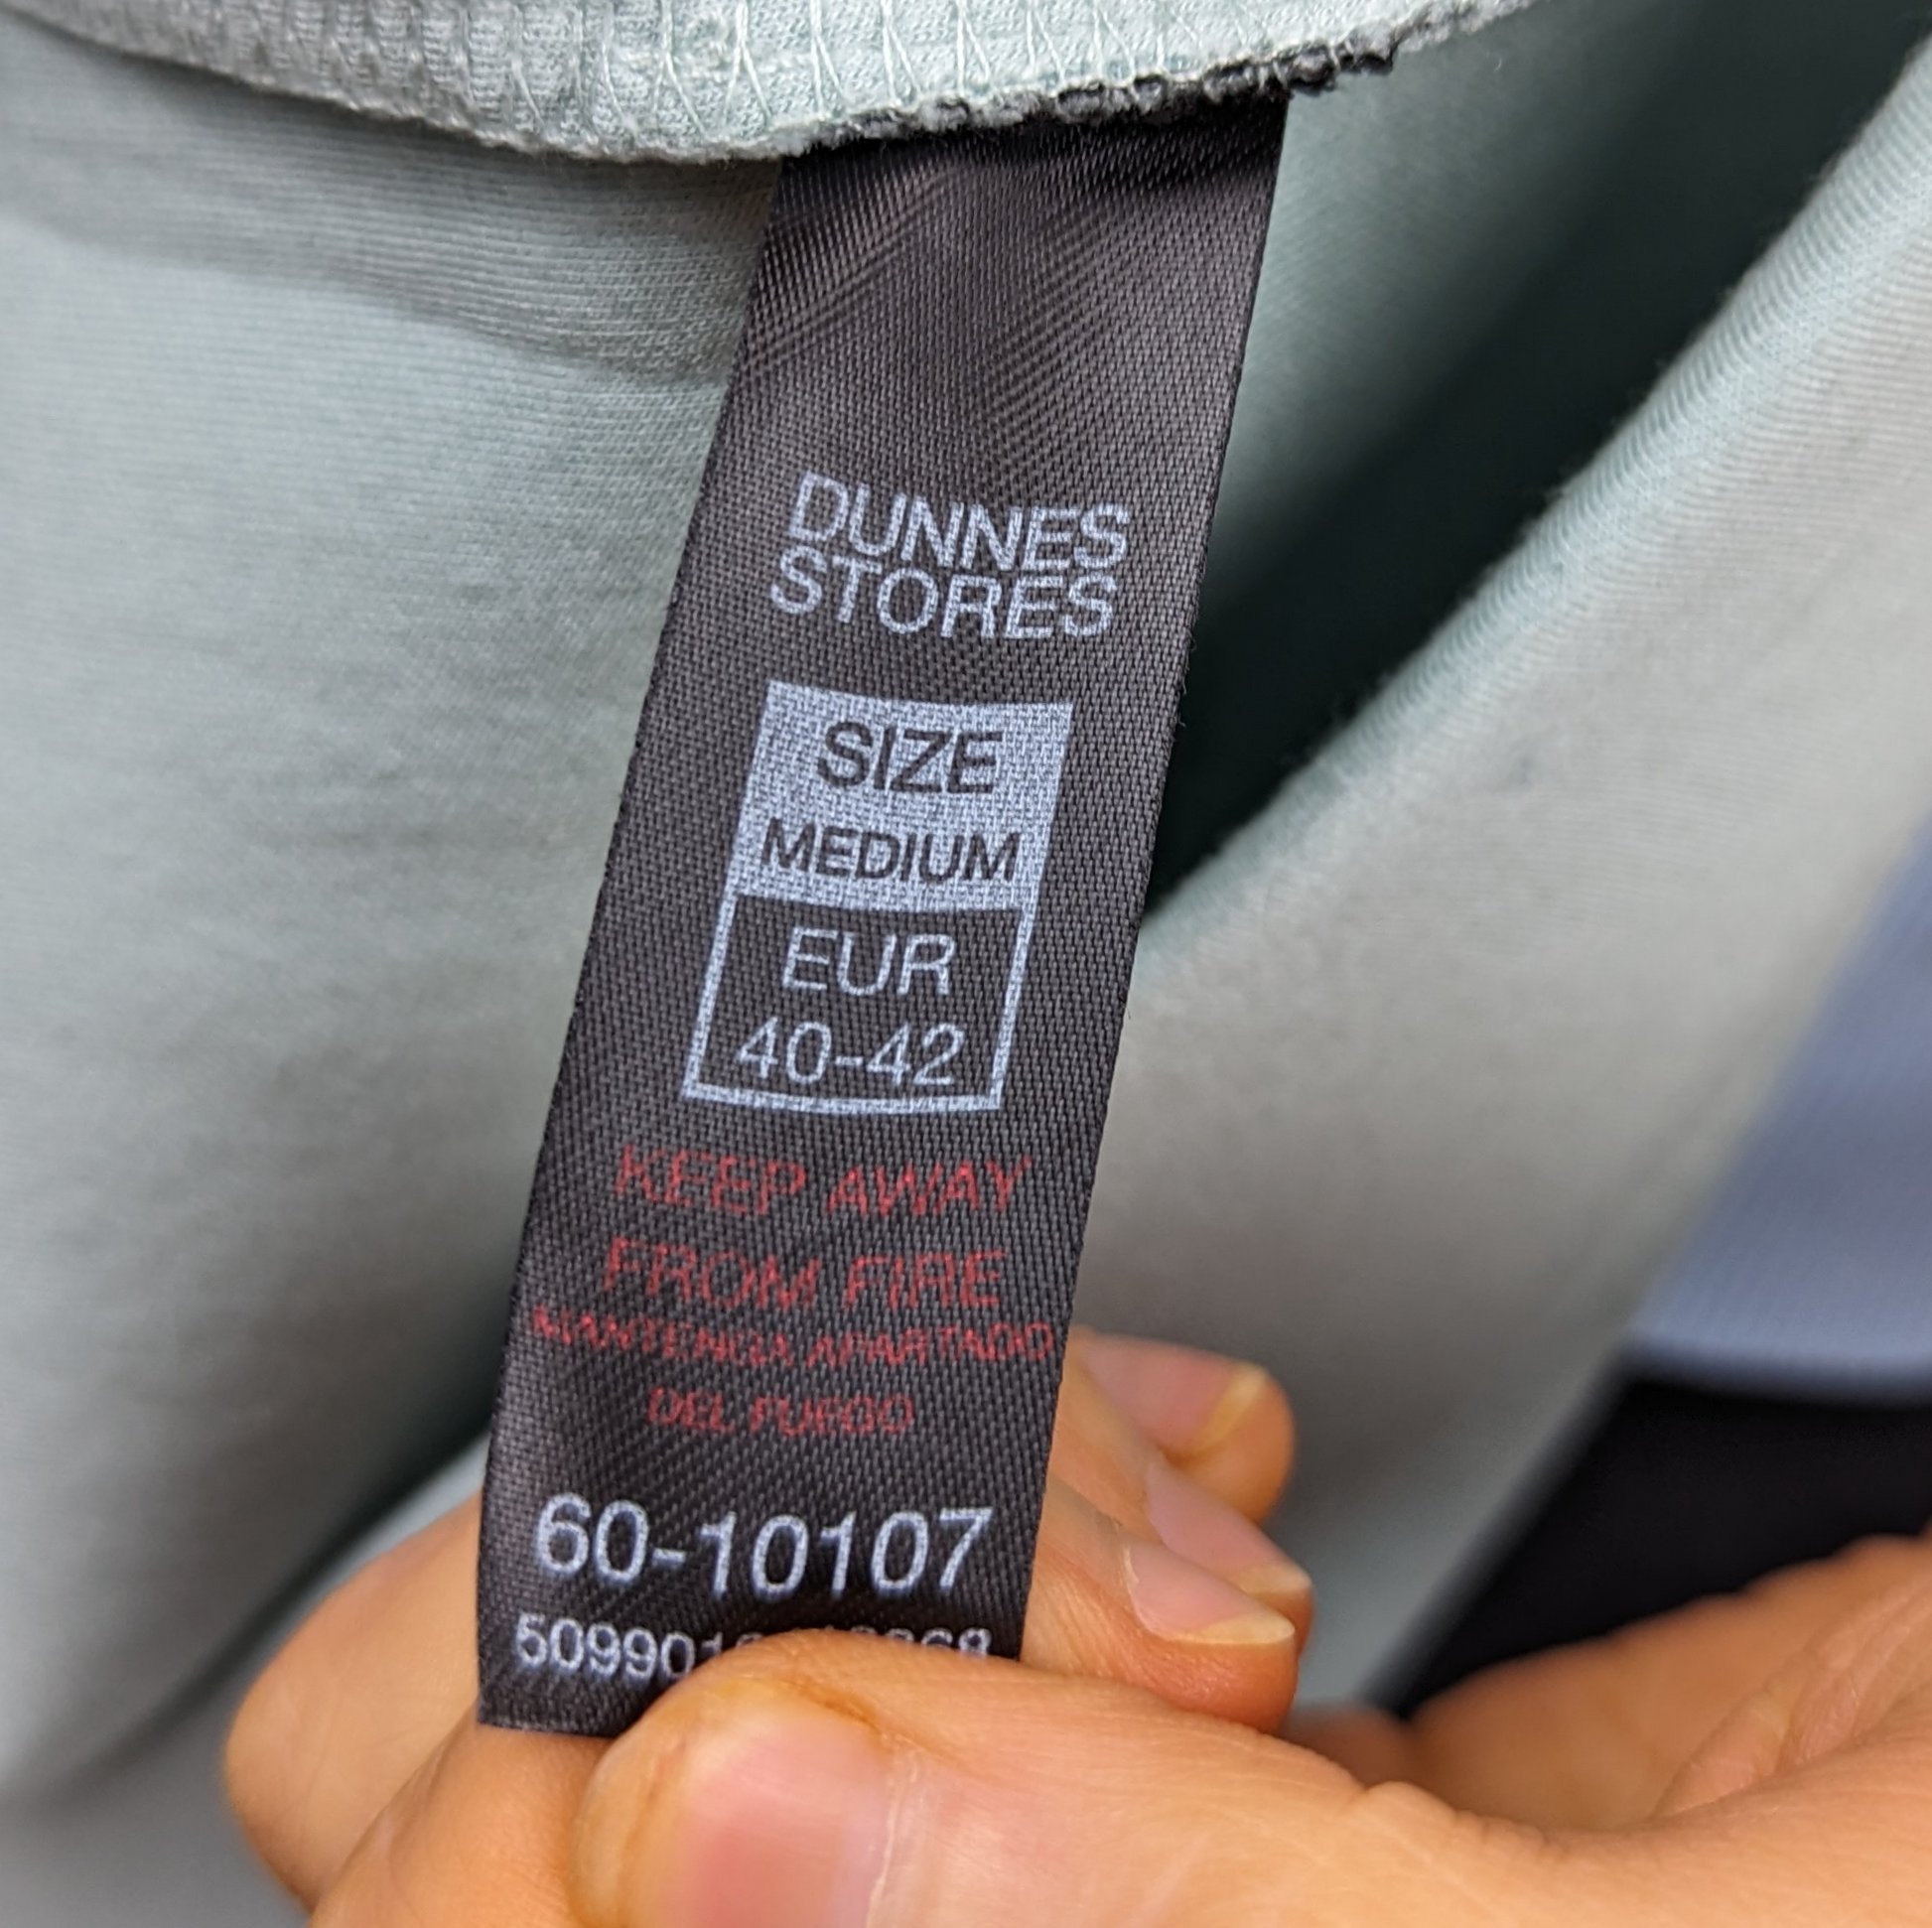 DUNNES
STORES
SIZE
MEDIUM
EUR
40-42
KEEP AWAY
FROM FIRE
MANTENGA APARTADO
DEL FUEGO
60-10107